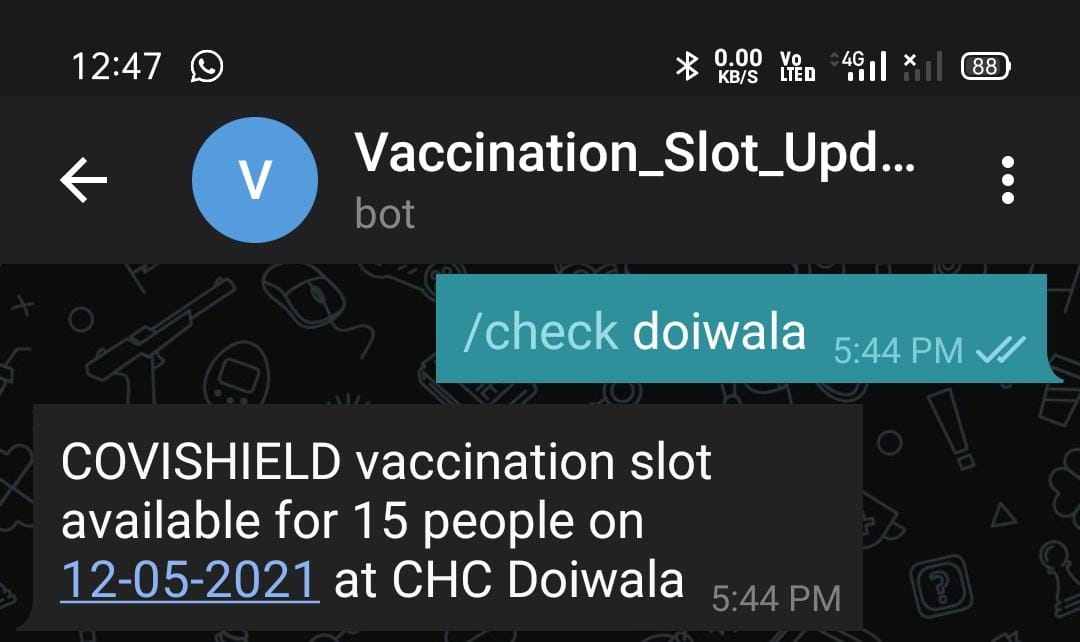 12:47 0.00 KB/S Vo LTED 4G 88
V Vaccination_Slot_Upd...
bot
/check doiwala 5:44 PM
COVISHIELD vaccination slot
available for 15 people on
12-05-2021 at CHC Doiwala 5:44 PM